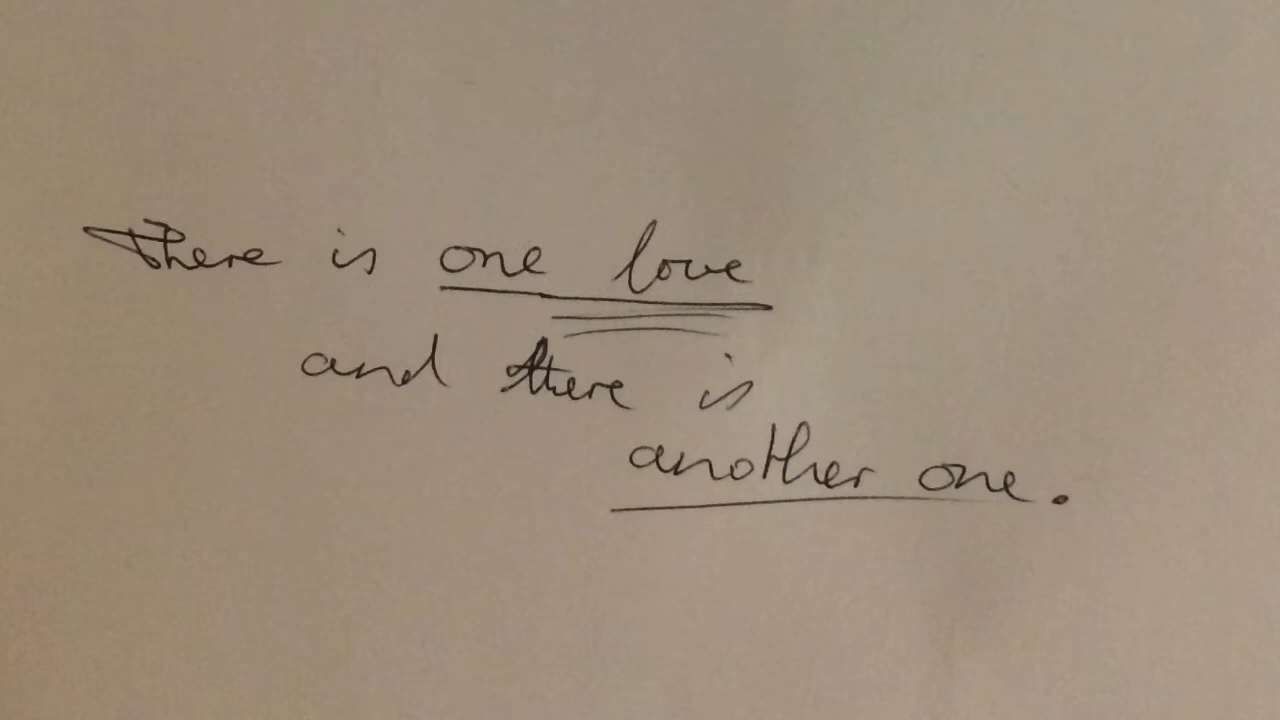 there is one love
and there is
another one.